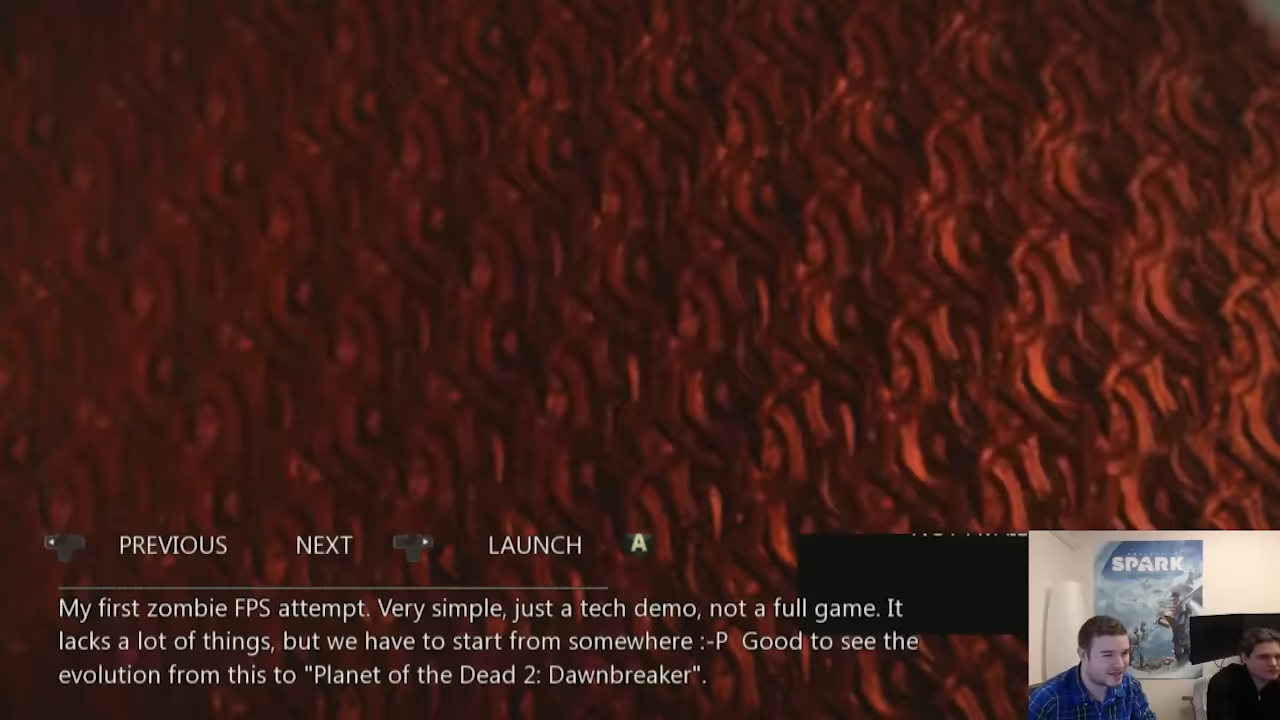 PREVIOUS NEXT LAUNCH A
My first zombie FPS attempt. Very simple, just a tech demo, not a full game. It
lacks a lot of things, but we have to start from somewhere :-P Good to see the
evolution from this to "Planet of the Dead 2: Dawnbreaker".
SPARK